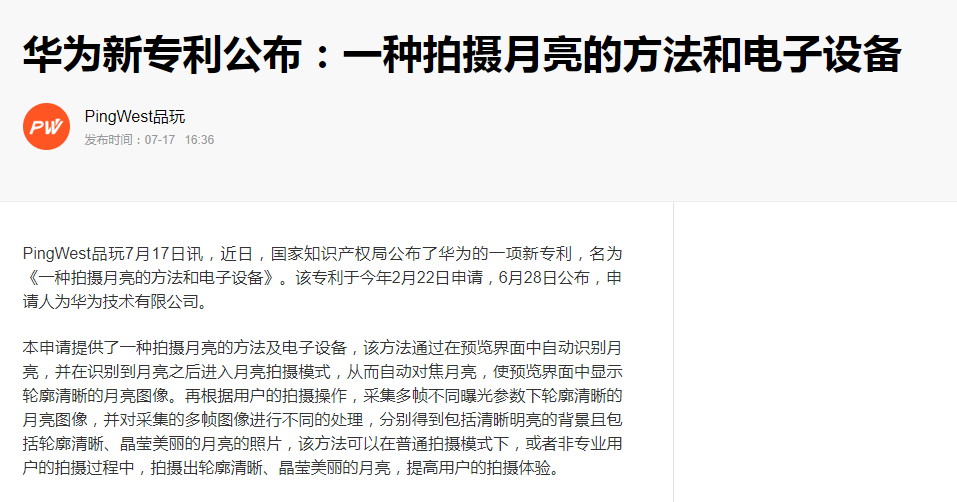 华为新专利公布：一种拍摄月亮的方法和电子设备
PW
PingWest品玩
发布时间：07-17 16:36
PingWest品玩7月17日讯，近日，国家知识产权局公布了华为的一项新专利，名为
《一种拍摄月亮的方法和电子设备》。该专利于今年2月22日申请，6月28日公布，申
请人为华为技术有限公司。
本申请提供了一种拍摄月亮的方法及电子设备，该方法通过在预览界面中自动识别月
亮，并在识别到月亮之后进入月亮拍摄模式，从而自动对焦月亮，使预览界面中显示
轮廓清晰的月亮图像。再根据用户的拍摄操作，采集多帧不同曝光参数下轮廓清晰的
月亮图像，并对采集的多帧图像进行不同的处理，分别得到包括清晰明亮的背景且包
括轮廓清晰、晶莹美丽的月亮的照片，该方法可以在普通拍摄模式下，或者非专业用
户的拍摄过程中，拍摄出轮廓清晰、晶莹美丽的月亮，提高用户的拍摄体验。